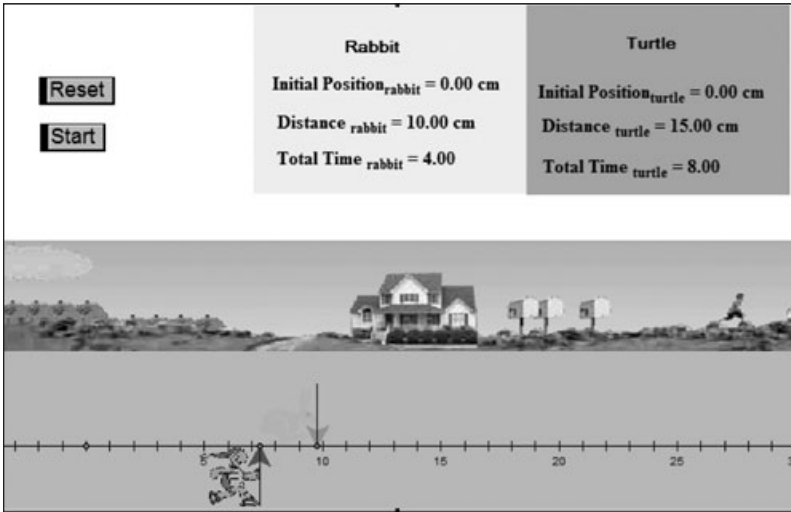 Reset
Start
Rabbit
Initial Position rabbit = 0.00 cm
Distance rabbit = 10.00 cm
Total Time rabbit = 4.00
Turtle
Initial Position turtle = 0.00 cm
Distance turtle = 15.00 cm
Total Time turtle = 8.00
5 10 15 20 25